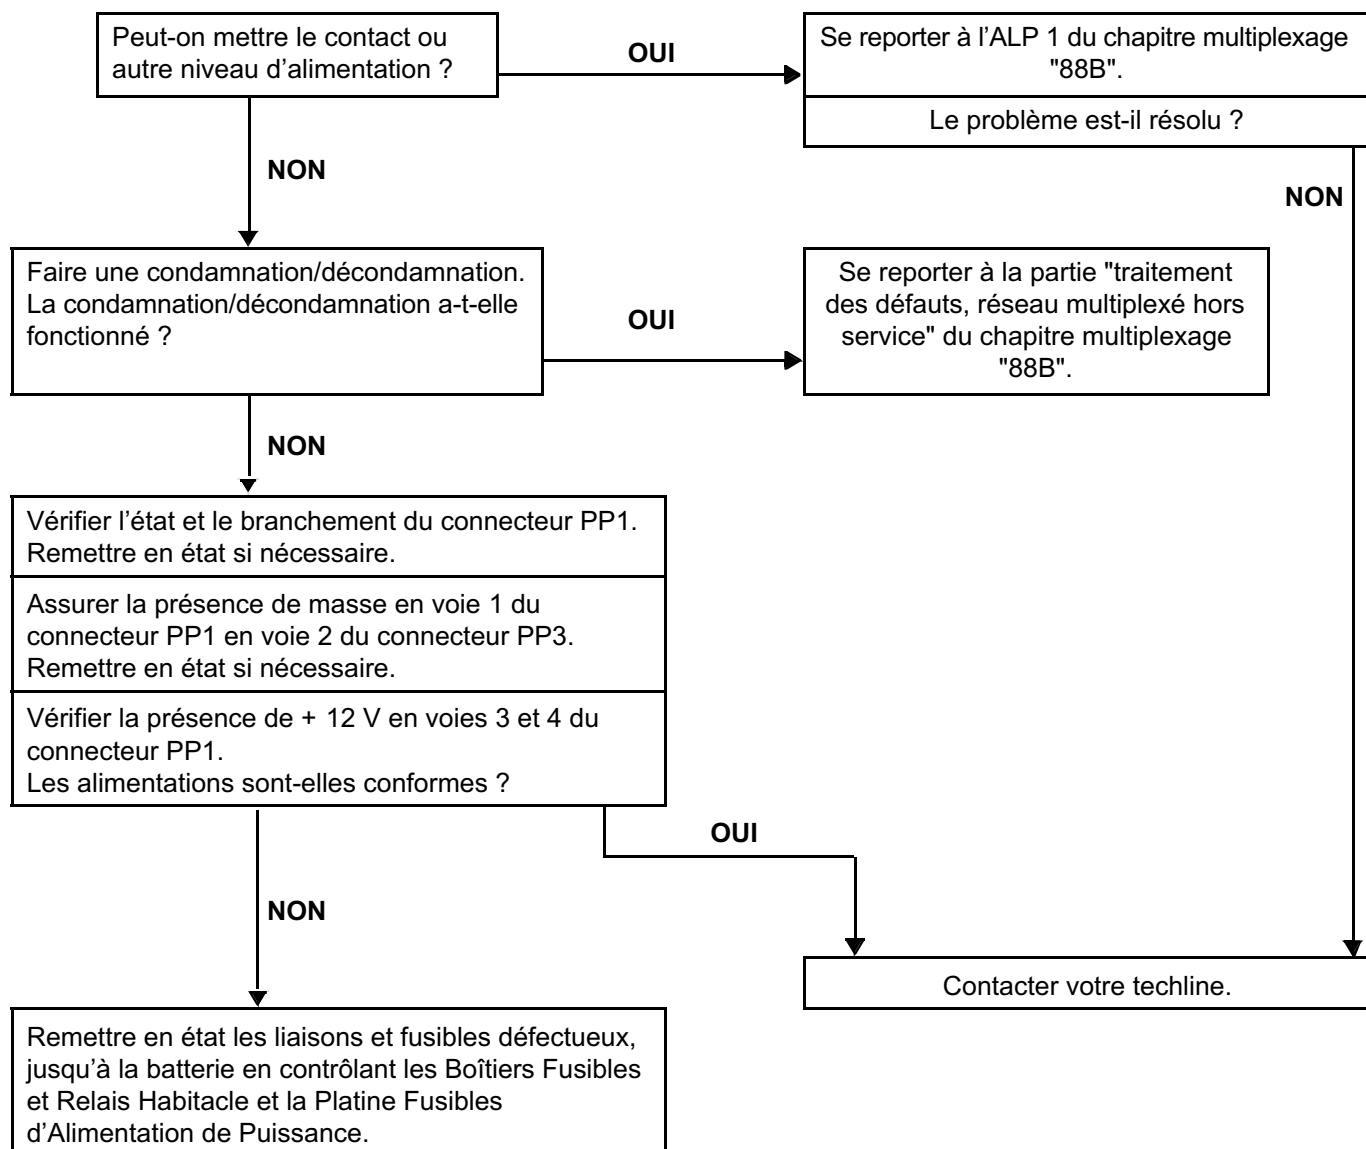 Peut-on mettre le contact ou
autre niveau d'alimentation ?
OUI
Se reporter à l'ALP 1 du chapitre multiplexage
"88B".
Le problème est-il résolu ?
NON
NON
Faire une condamnation/décondamnation.
La condamnation/décondamnation a-t-elle
fonctionné ?
OUI
Se reporter à la partie "traitement
des défauts, réseau multiplexé hors
service" du chapitre multiplexage
"88B".
NON
Vérifier l'état et le branchement du connecteur PP1.
Remettre en état si nécessaire.
Assurer la présence de masse en voie 1 du
connecteur PP1 en voie 2 du connecteur PP3.
Remettre en état si nécessaire.
Vérifier la présence de + 12 V en voies 3 et 4 du
connecteur PP1.
Les alimentations sont-elles conformes ?
OUI
NON
Contacter votre techline.
Remettre en état les liaisons et fusibles défectueux,
jusqu'à la batterie en contrôlant les Boîtiers Fusibles
et Relais Habitacle et la Platine Fusibles
d'Alimentation de Puissance.